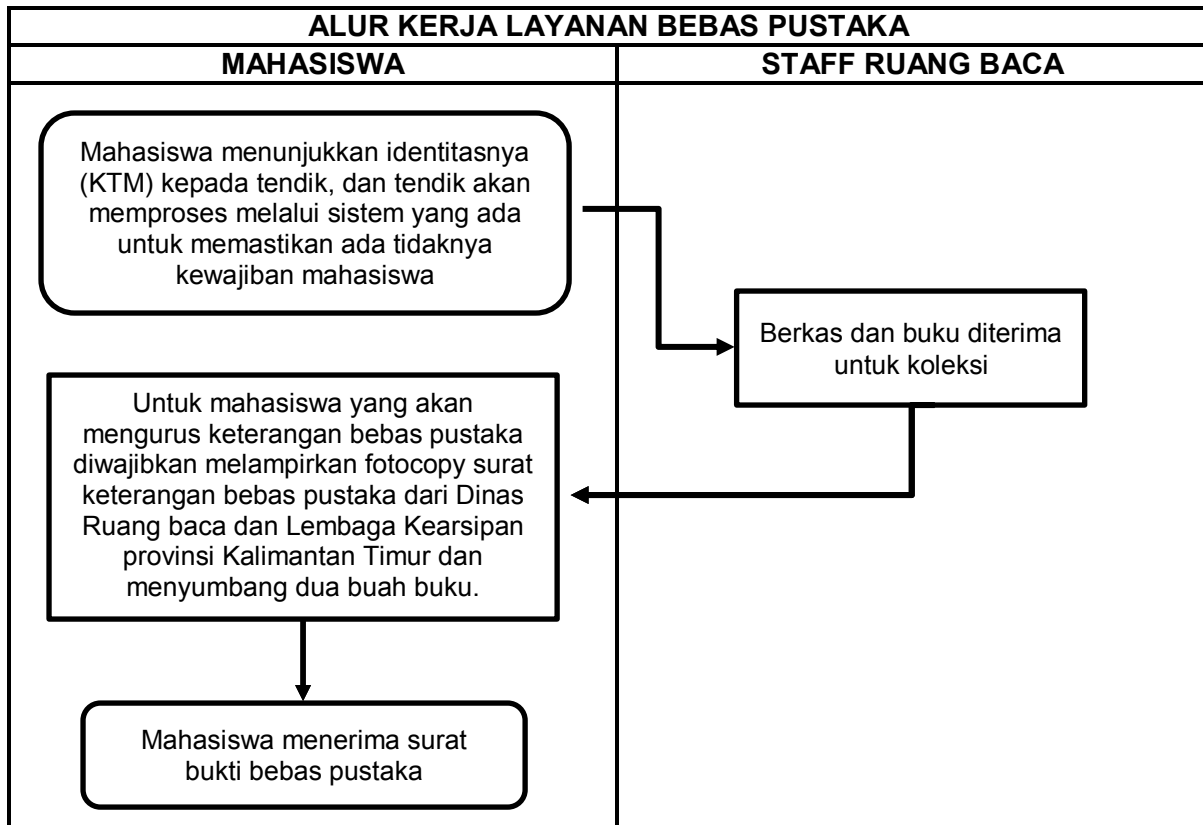 ALUR KERJA LAYANAN BEBAS PUSTAKA
MAHASISWA
STAFF RUANG BACA
Mahasiswa menunjukkan identitasnya
(KTM) kepada tendik, dan tendik akan
memproses melalui sistem yang ada
untuk memastikan ada tidaknya
kewajiban mahasiswa
Berkas dan buku diterima
untuk koleksi
Untuk mahasiswa yang akan
mengurus keterangan bebas pustaka
diwajibkan melampirkan fotocopy surat
keterangan bebas pustaka dari Dinas
Ruang baca dan Lembaga Kearsipan
provinsi Kalimantan Timur dan
menyumbang dua buah buku.
Mahasiswa menerima surat
bukti bebas pustaka